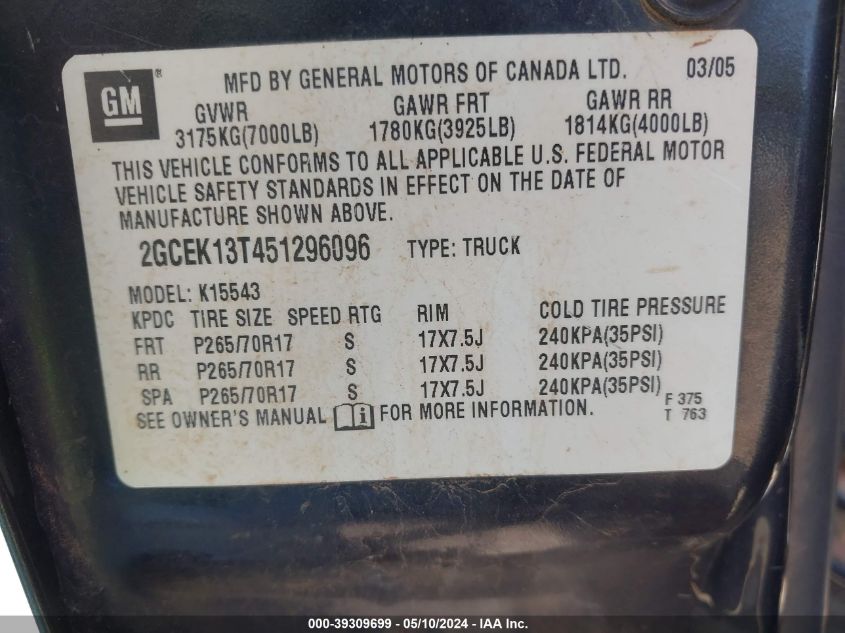 GM ® MFD BY GENERAL MOTORS OF CANADA LTD. 03/05
GVWR GAWR FRT GAWR RR
3175KG(7000LB) 1780KG(3925LB) 1814KG(4000LB)
THIS VEHICLE CONFORMS TO ALL APPLICABLE U.S. FEDERAL MOTOR
VEHICLE SAFETY STANDARDS IN EFFECT ON THE DATE OF
MANUFACTURE SHOWN ABOVE.
2GCEK13T451296096 TYPE: TRUCK
MODEL: K15543
KPDC TIRE SIZE SPEED RTG RIM COLD TIRE PRESSURE
FRT P265/70R17 S 17X7.5J 240KPA(35PSI)
RR P265/70R17 S 17X7.5J 240KPA(35PSI)
SPA P265/70R17 S 17X7.5J 240KPA(35PSI)
F 375
SEE OWNER'S MANUAL i FOR MORE INFORMATION.
T 763
000-39309699 - 05/10/2024 - IAA Inc.